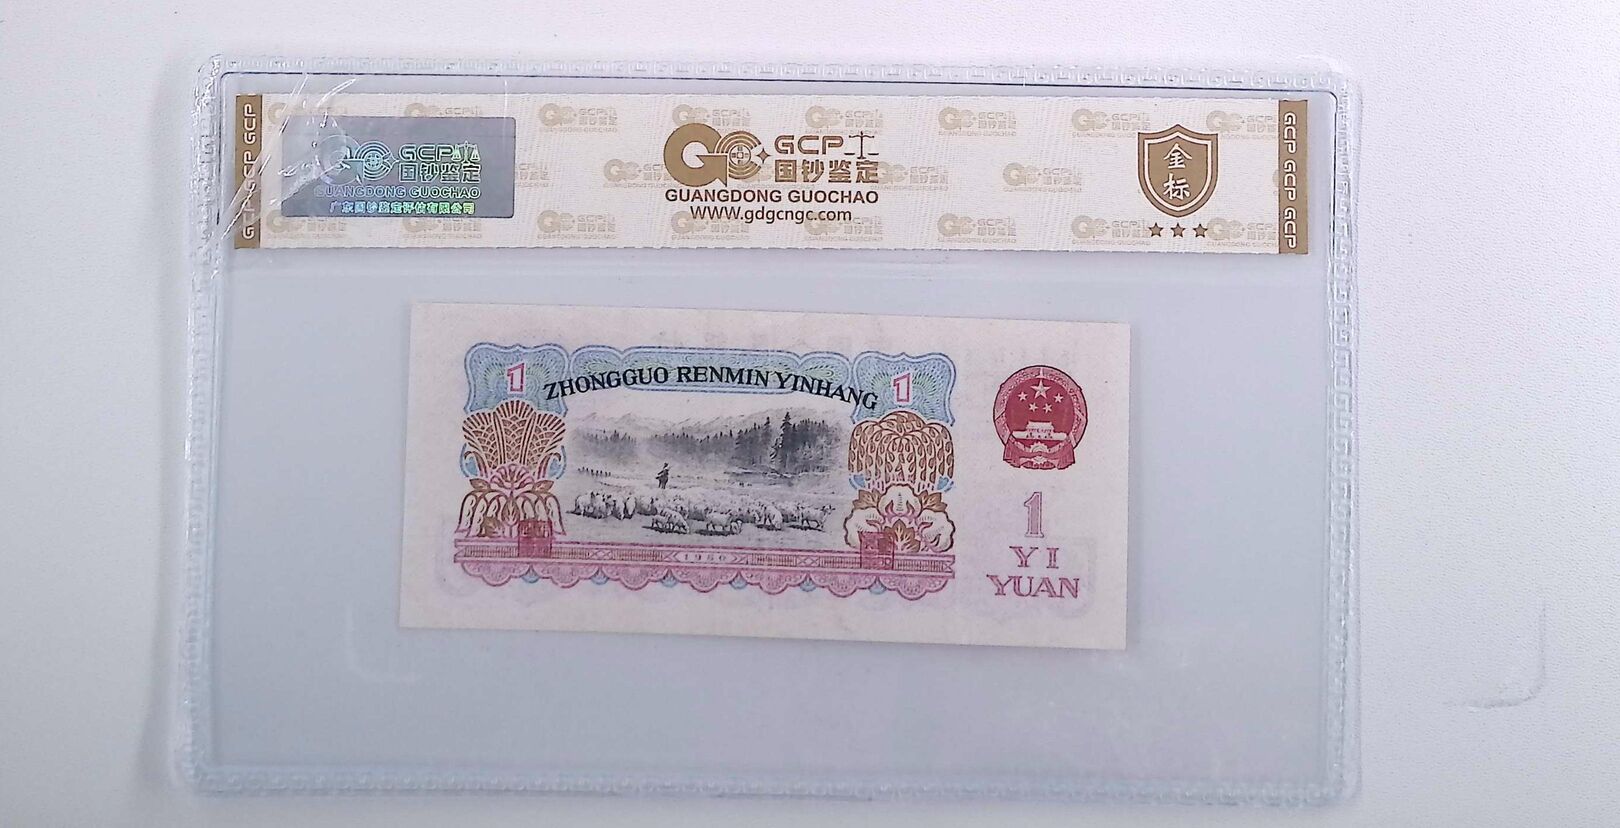 GCP GCP GCP
GCP
国钞鉴定
GUANGDONG GUOCHAO
广东国钞鉴定评估有限公司
GCP
国钞鉴定
GUANGDONG GUOCHAO
WWW.gdgcngc.com
金
标
GCP GCP GCP
1
ZHONGGUO RENMIN YINHANG
1
1960
1
YI
YUAN